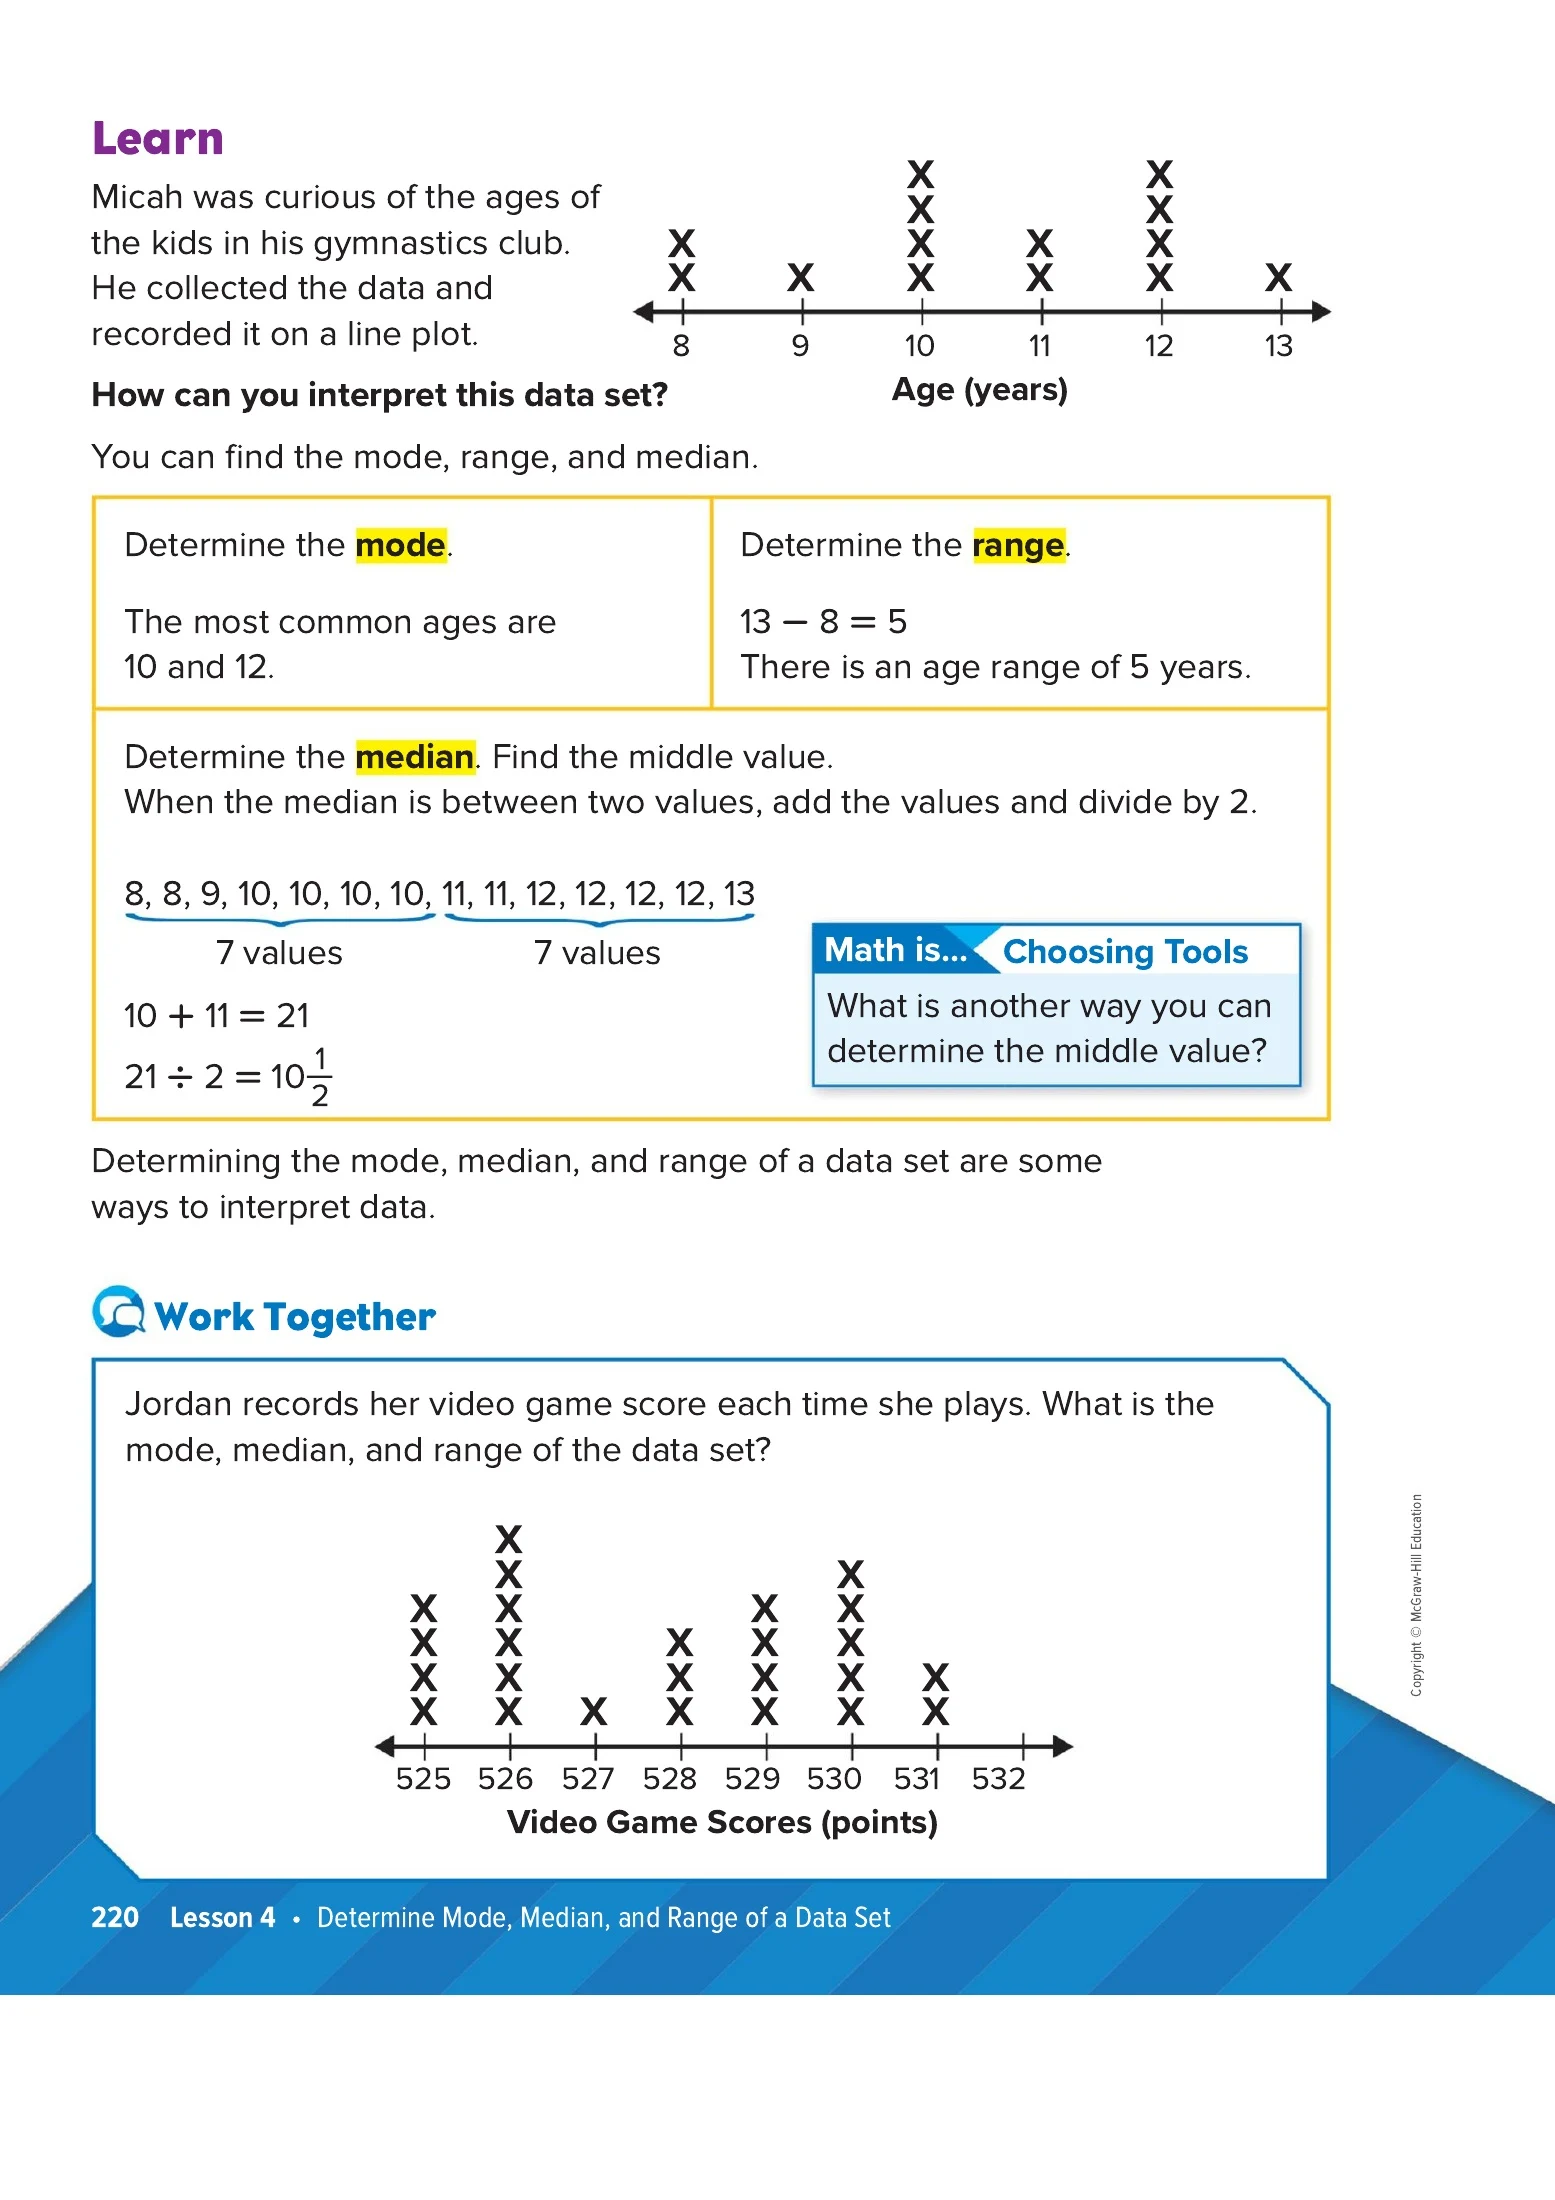 Learn
Micah was curious of the ages of
the kids in his gymnastics club.
He collected the data and
recorded it on a line plot.
X X
X X
X X X X
X X X X X X
8 9 10 11 12 13
Age (years)
How can you interpret this data set?
You can find the mode, range, and median.
Determine the mode.
The most common ages are
10 and 12.
Determine the range.
13 − 8 = 5
There is an age range of 5 years.
Determine the median. Find the middle value.
When the median is between two values, add the values and divide by 2.
8, 8, 9, 10, 10, 10, 10, 11, 11, 12, 12, 12, 12, 13
7 values 7 values
10 + 11 = 21
21 ÷ 2 = 10 1/2
Math is... Choosing Tools
What is another way you can
determine the middle value?
Determining the mode, median, and range of a data set are some
ways to interpret data.
Work Together
Jordan records her video game score each time she plays. What is the
mode, median, and range of the data set?
X
X X
X X X X
X X X X X
X X X X X X
X X X X X X X
525 526 527 528 529 530 531 532
Video Game Scores (points)
Copyright © McGraw-Hill Education
220 Lesson 4 • Determine Mode, Median, and Range of a Data Set